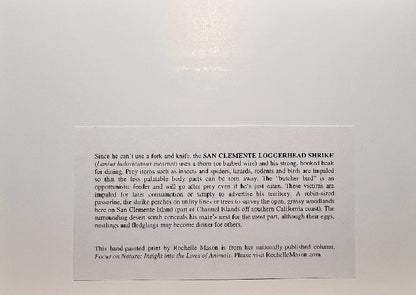 Since he can't use a fork and knife, the SAN CLEMENTE LOGGERHEAD SHRIKE
(Lanius ludovicianus mearnsi) uses a thorn (or barbed wire) and his strong, hooked beak
for dining. Prey items such as insects and spiders, lizards, rodents and birds are impaled
so that the less palatable body parts can be torn away. The "butcher bird" is an
opportunistic feeder and will go after prey even if he's just eaten. These victims are
impaled for later consumption or simply to advertise his territory. A robin-sized
passerine, the shrike perches on utility lines or trees to survey the open, grassy woodlands
here on San Clemente Island (part of Channel Islands off southern California coast). The
surrounding desert scrub conceals his mate's nest for the most part, although their eggs,
nestlings and fledglings may become dinner for others.
This hand-painted print by Rochelle Mason is from her nationally-published column,
Focus on Nature: Insight into the Lives of Animals. Please visit RochelleMason.com